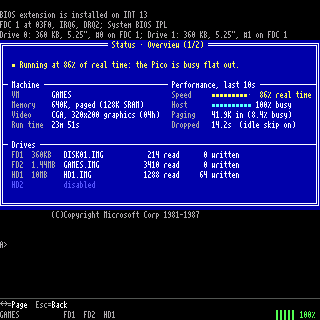 BIOS extension is installed on INT 13
FDC 1 at 03F0, IRQ6, DRQ2; System BIOS IPL
Drive 0: 360 KB, 5.25", #0 on FDC 1; Drive 1: 360 KB, 5.25", #1 on FDC 1
Status - Overview (1/2)
Running at 86% of real time: the Pico is busy flat out.
Machine
VM GAMES
Memory 640K, paged (128K SRAM)
Video CGA, 320x200 graphics (04h)
Run time 23m 51s
Performance, last 10s
Speed 86% real time
Host 100% busy
Paging 41.9K in (8.4% busy)
Dropped 14.2s (idle skip on)
Drives
FD1 360KB DISK01.IMG 214 read 0 written
FD2 1.44MB GAMES.IMG 3410 read 0 written
HD1 10MB HD1.IMG 1288 read 64 written
HD2 disabled
(C)Copyright Microsoft Corp 1981-1987
A>
↔=Page Esc=Back
GAMES FD1 FD2 HD1 100%